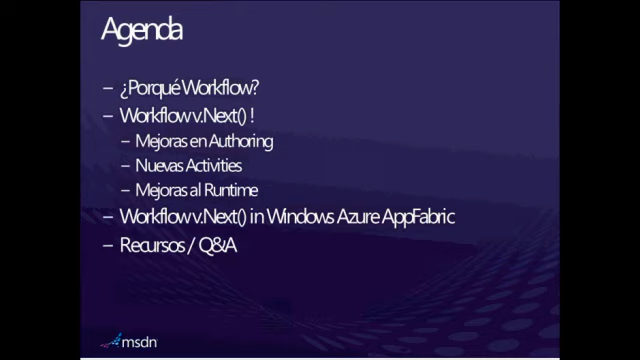 Agenda
– ¿Porqué Workflow?
– Workflow v.Next() !
– Mejoras en Authoring
– Nuevas Activities
– Mejoras al Runtime
– Workflow v.Next() in Windows Azure AppFabric
– Recursos / Q&A
msdn